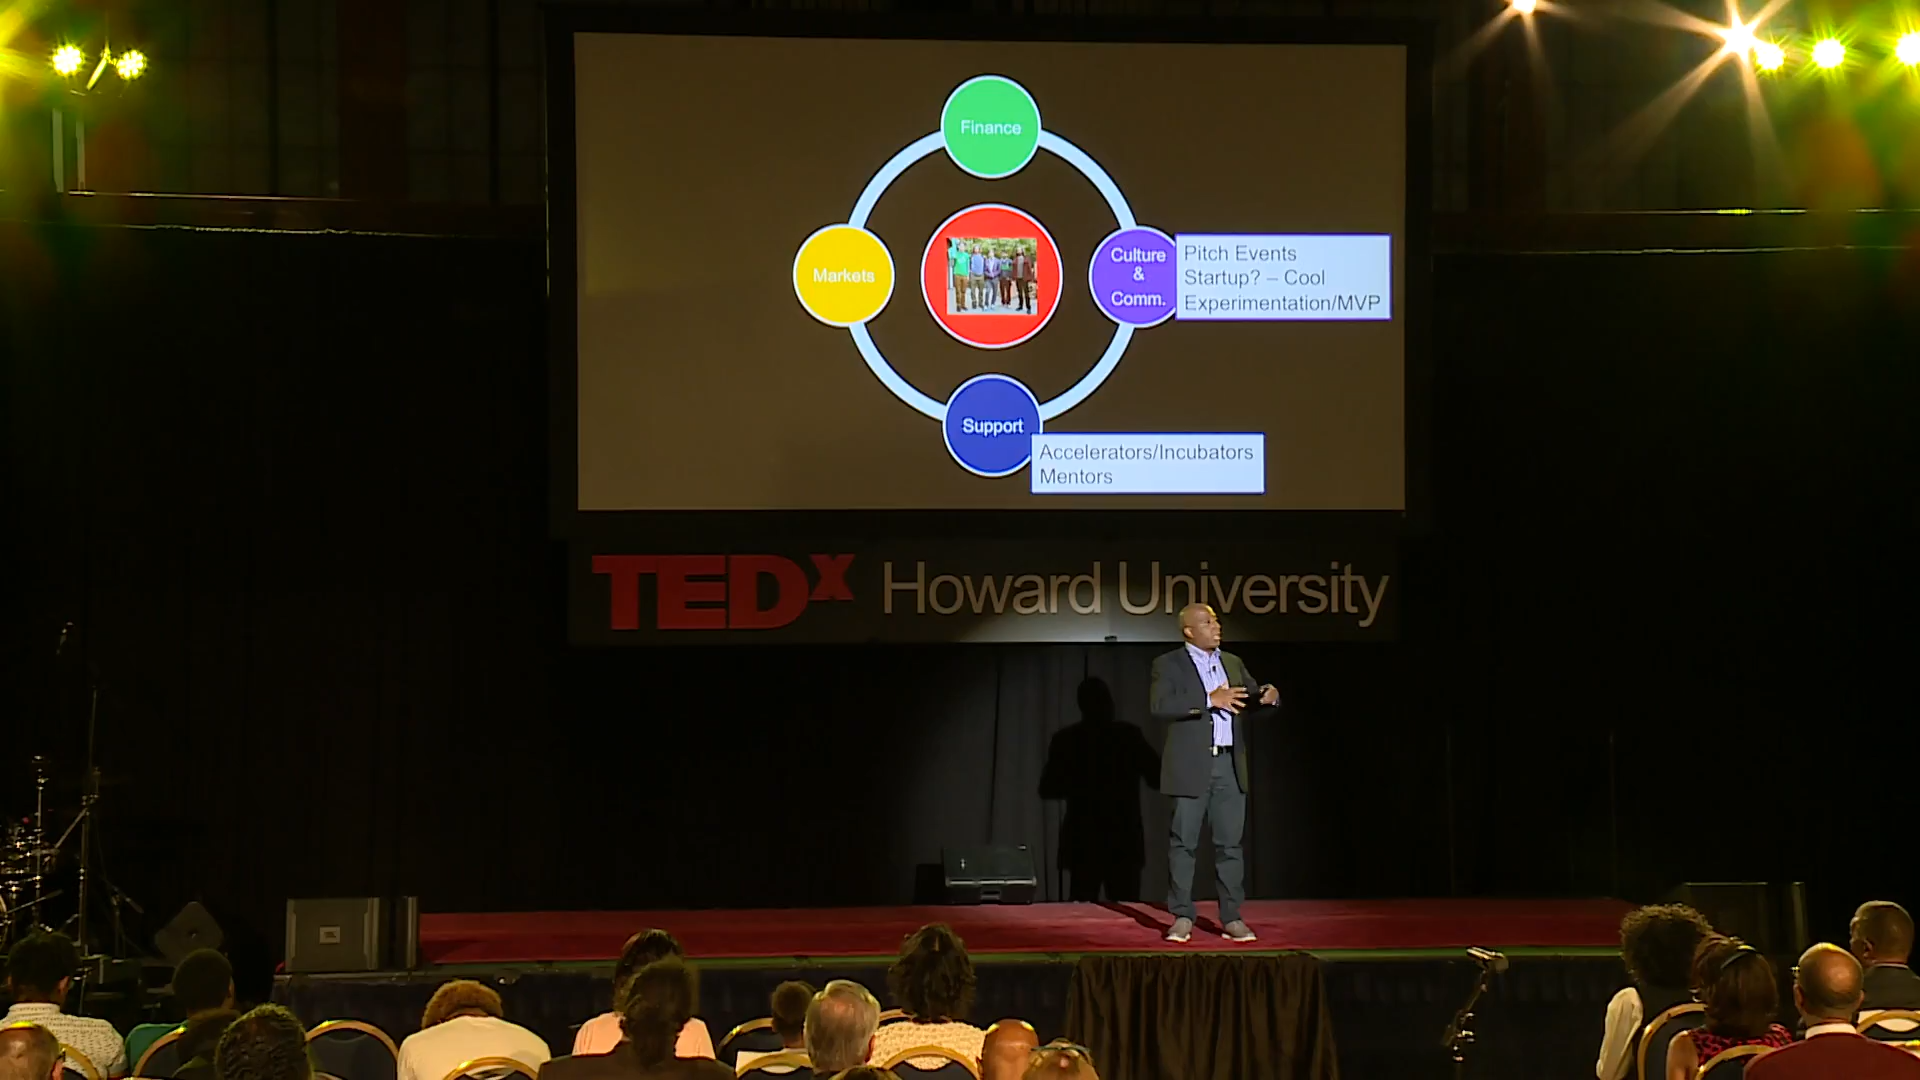 Finance
Markets
Culture
&
Comm.
Pitch Events
Startup? – Cool
Experimentation/MVP
Support
Accelerators/Incubators
Mentors
TEDx Howard University